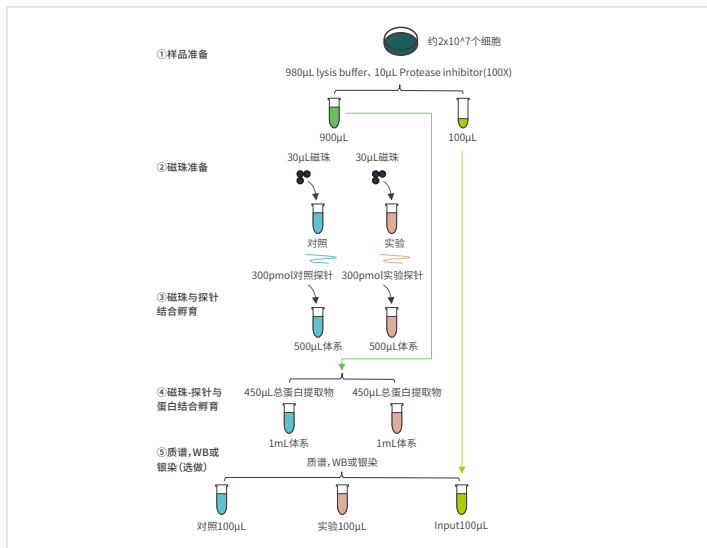 约2x10^7个细胞
①样品准备
980μL lysis buffer、10μL Protease inhibitor(100X)
900μL
100μL
②磁珠准备
30μL磁珠
30μL磁珠
对照
实验
300pmol对照探针
300pmol实验探针
③磁珠与探针
结合孵育
500μL体系
500μL体系
④磁珠-探针与
蛋白结合孵育
450μL总蛋白提取物
450μL总蛋白提取物
1mL体系
1mL体系
⑤质谱,WB或
银染(选做)
质谱,WB或银染
对照100μL
实验100μL
Input100μL